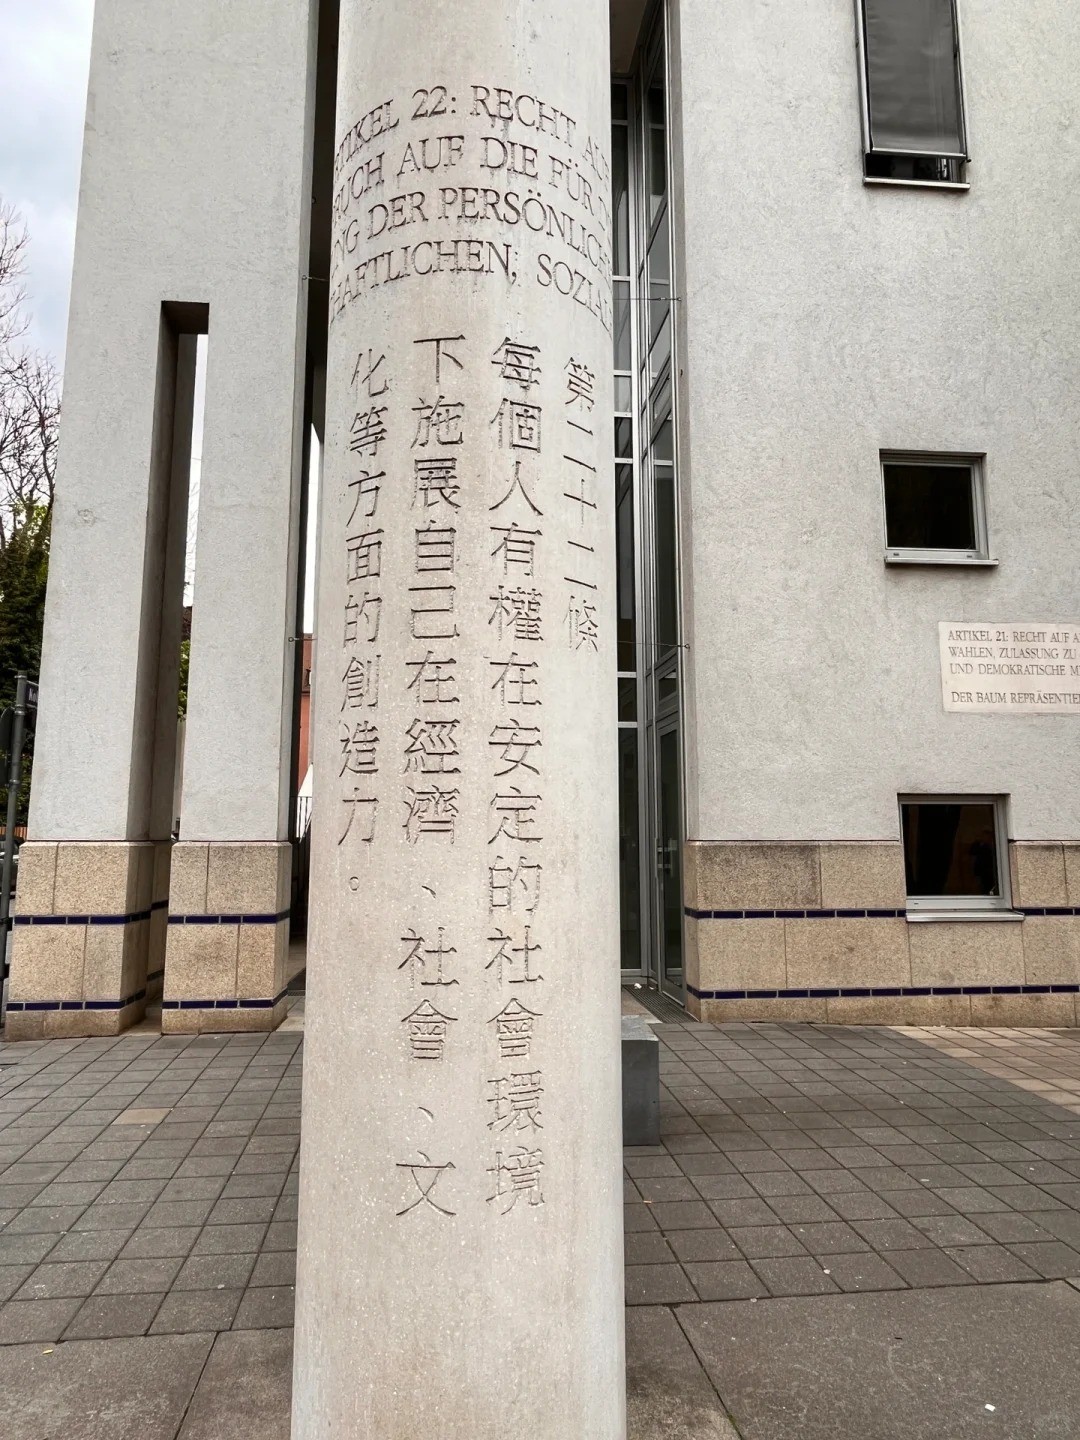 ARTIKEL 22: RECHT
AUF DIE FÜR
DER PERSÖNLICH
HAFTLICHEN, SOZIA
第二十二條
每個人有權在安定的社會環境
下施展自己在經濟、社會、文
化等方面的創造力。
ARTIKEL 21: RECHT AUF
WAHLEN, ZULASSUNG ZU
UND DEMOKRATISCHE
DER BAUM REPRÄSENTIE